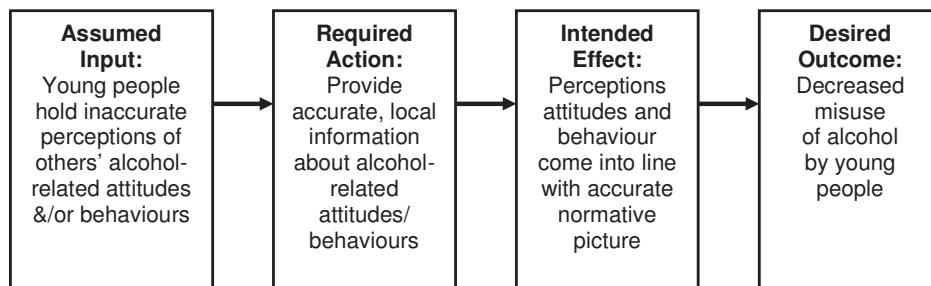 Assumed
Input:
Young people
hold inaccurate
perceptions of
others’ alcohol-
related attitudes
&/or behaviours
Required
Action:
Provide
accurate, local
information
about alcohol-
related
attitudes/
behaviours
Intended
Effect:
Perceptions
attitudes and
behaviour
come into line
with accurate
normative
picture
Desired
Outcome:
Decreased
misuse
of alcohol
by young
people